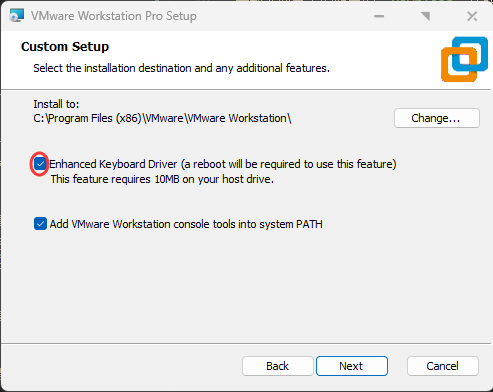 VMware Workstation Pro Setup
Custom Setup
Select the installation destination and any additional features.
Install to:
C:\Program Files (x86)\VMware\VMware Workstation\
Change...
Enhanced Keyboard Driver (a reboot will be required to use this feature)
This feature requires 10MB on your host drive.
Add VMware Workstation console tools into system PATH
Back
Next
Cancel